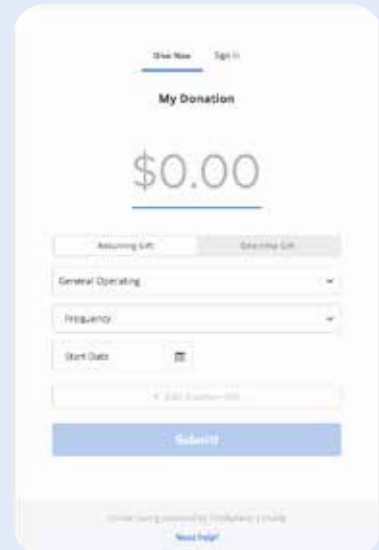 Give Now Sign In
My Donation
$0.00
Recurring Gift One-time Gift
General Operating
Frequency
Start Date
Submit
Need help?